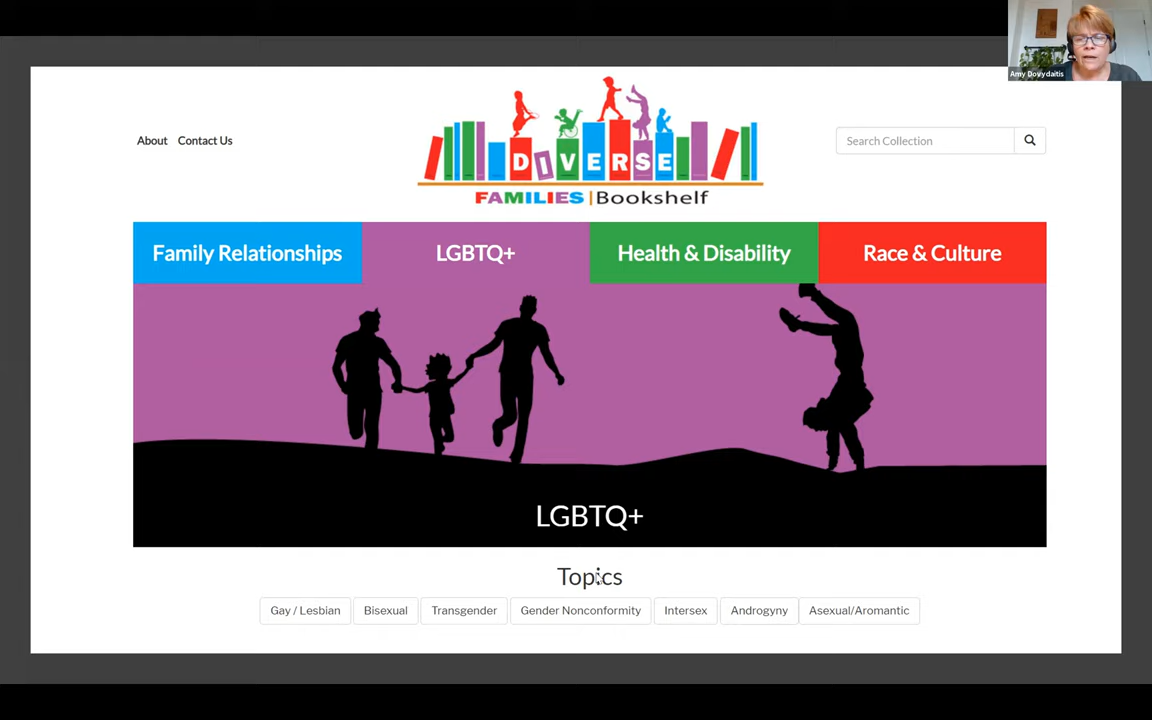 Amy Dovydaitis
About Contact Us
DIVERSE
FAMILIES | Bookshelf
Search Collection
Family Relationships
LGBTQ+
Health & Disability
Race & Culture
LGBTQ+
Topics
Gay / Lesbian
Bisexual
Transgender
Gender Nonconformity
Intersex
Androgyny
Asexual/Aromantic